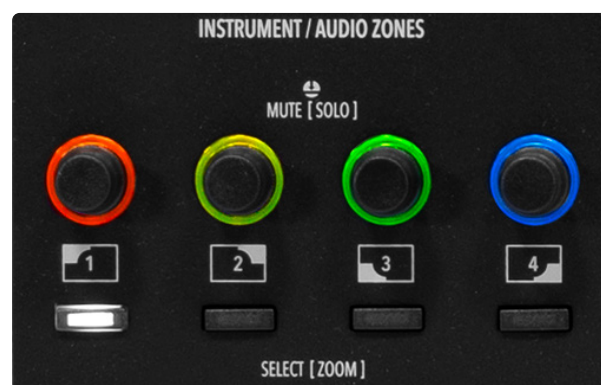 INSTRUMENT / AUDIO ZONES
MUTE [ SOLO ]
1 2 3 4
SELECT [ ZOOM ]